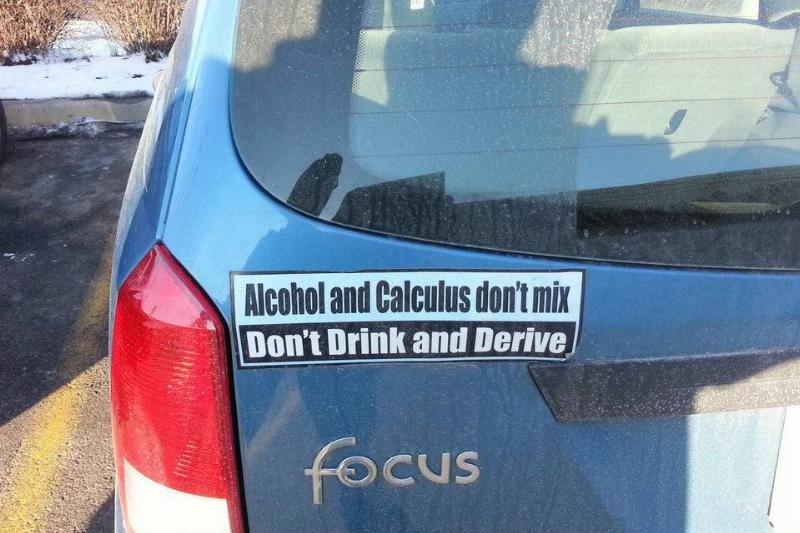 Alcohol and Calculus don't mix
Don't Drink and Derive
Focus